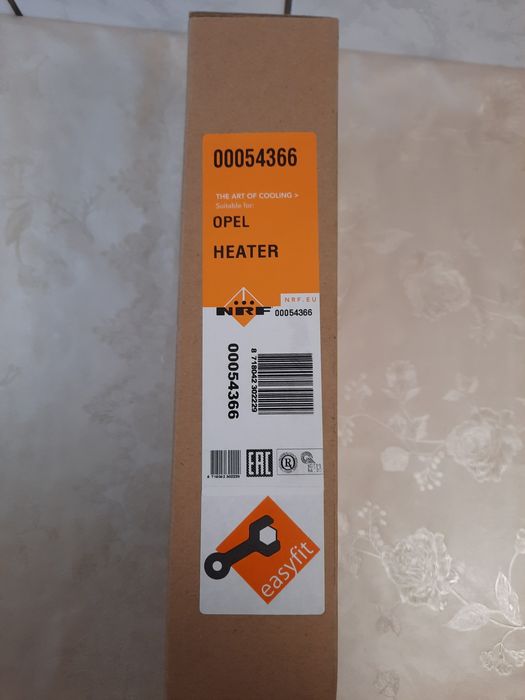 00054366
THE ART OF COOLING >
Suitable for:
OPEL
HEATER
NRF.EU
NRF
00054366
00054366
8 718042 302229
EAC
R
easyfit